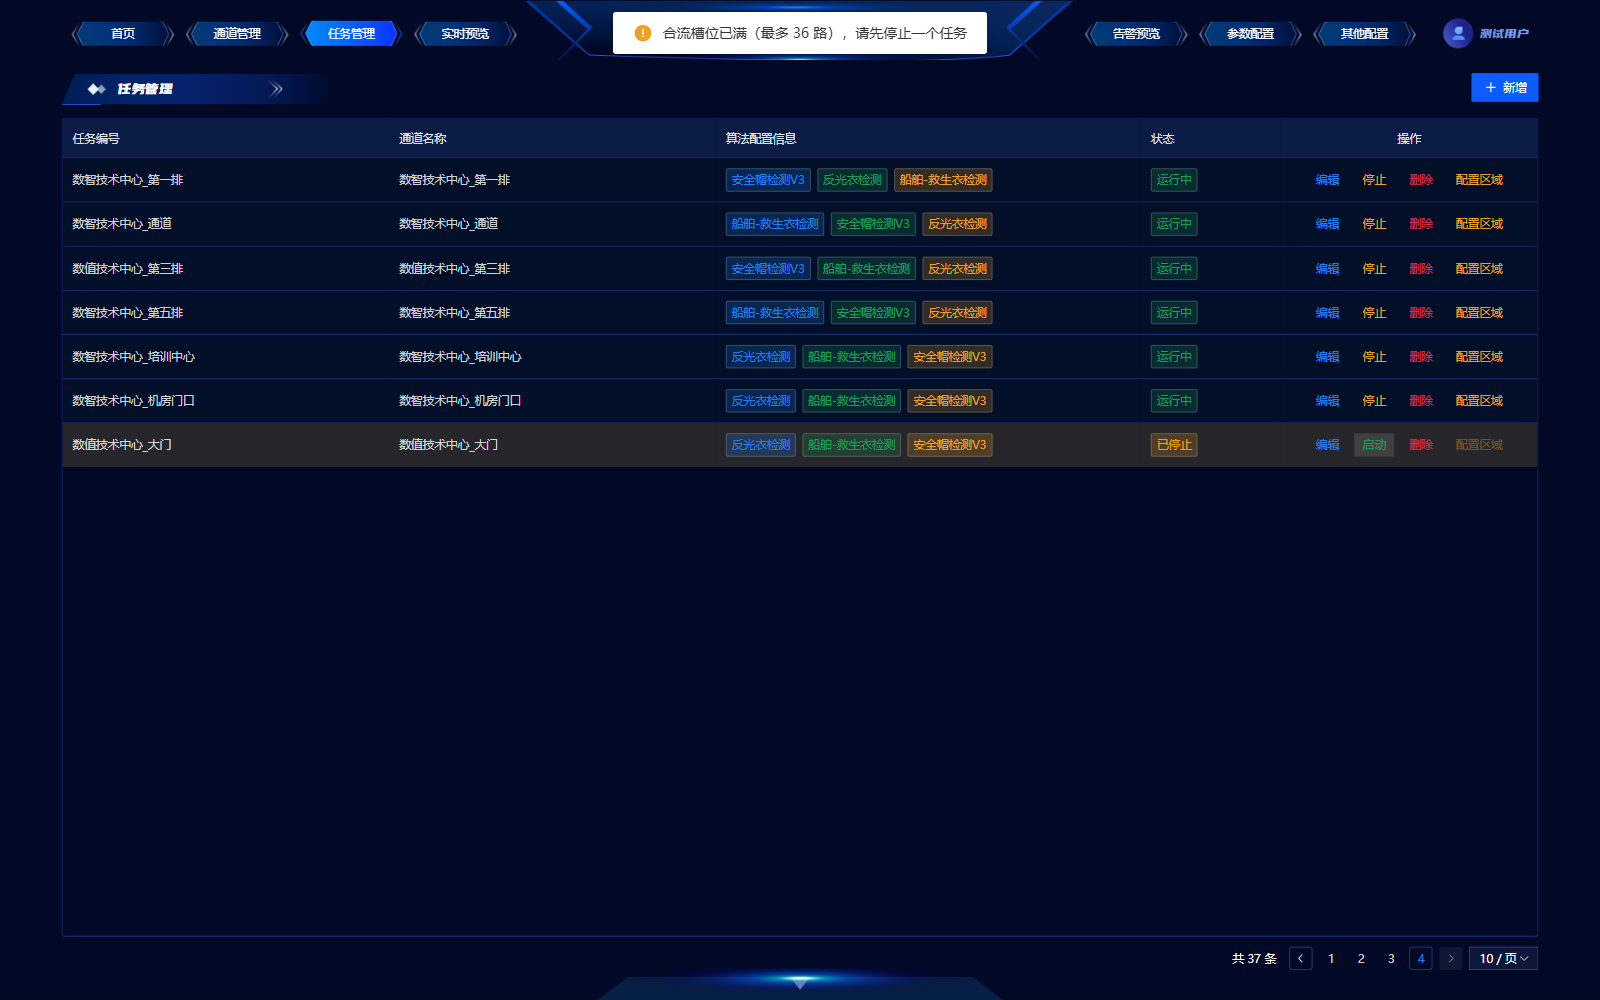 首页 通道管理 任务管理 实时预览 合流槽位已满（最多 36 路），请先停止一个任务 告警预览 参数配置 其他配置 测试用户
任务管理 新增
任务编号 通道名称 算法配置信息 状态 操作
数智技术中心_第一排 数智技术中心_第一排 安全帽检测V3 反光衣检测 船舶-救生衣检测 运行中 编辑 停止 删除 配置区域
数智技术中心_通道 数智技术中心_通道 船舶-救生衣检测 安全帽检测V3 反光衣检测 运行中 编辑 停止 删除 配置区域
数值技术中心_第三排 数值技术中心_第三排 安全帽检测V3 船舶-救生衣检测 反光衣检测 运行中 编辑 停止 删除 配置区域
数智技术中心_第五排 数智技术中心_第五排 船舶-救生衣检测 安全帽检测V3 反光衣检测 运行中 编辑 停止 删除 配置区域
数智技术中心_培训中心 数智技术中心_培训中心 反光衣检测 船舶-救生衣检测 安全帽检测V3 运行中 编辑 停止 删除 配置区域
数智技术中心_机房门口 数智技术中心_机房门口 反光衣检测 船舶-救生衣检测 安全帽检测V3 运行中 编辑 停止 删除 配置区域
数值技术中心_大门 数值技术中心_大门 反光衣检测 船舶-救生衣检测 安全帽检测V3 已停止 编辑 启动 删除 配置区域
共 37 条 1 2 3 4 10 / 页